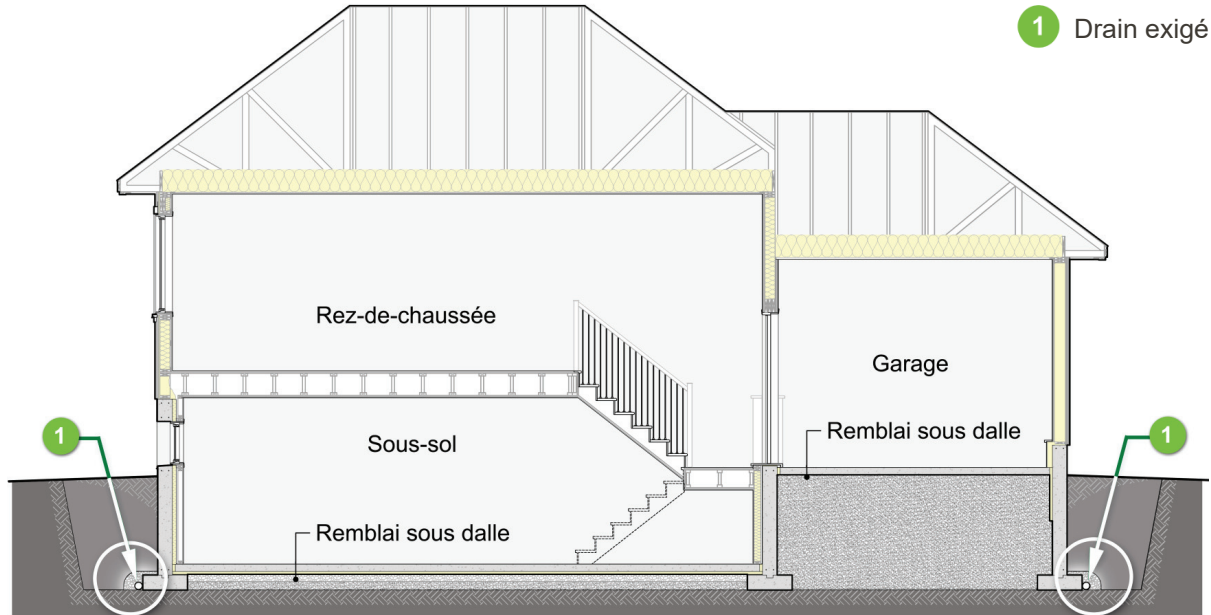 1 Drain exigé
Rez-de-chaussée
Garage
Remblai sous dalle
Sous-sol
1
1
Remblai sous dalle